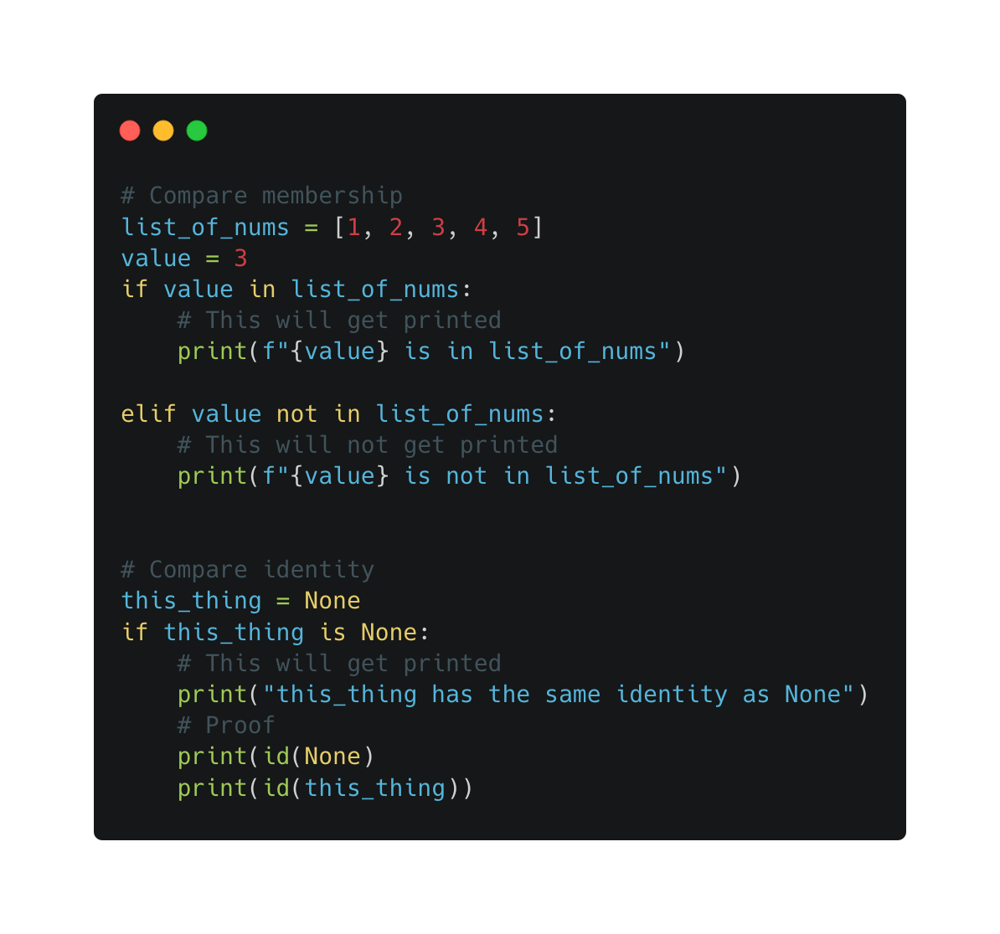 # Compare membership
list_of_nums = [1, 2, 3, 4, 5]
value = 3
if value in list_of_nums:
    # This will get printed
    print(f"{value} is in list_of_nums")

elif value not in list_of_nums:
    # This will not get printed
    print(f"{value} is not in list_of_nums")


# Compare identity
this_thing = None
if this_thing is None:
    # This will get printed
    print("this_thing has the same identity as None")
    # Proof
    print(id(None)
    print(id(this_thing))